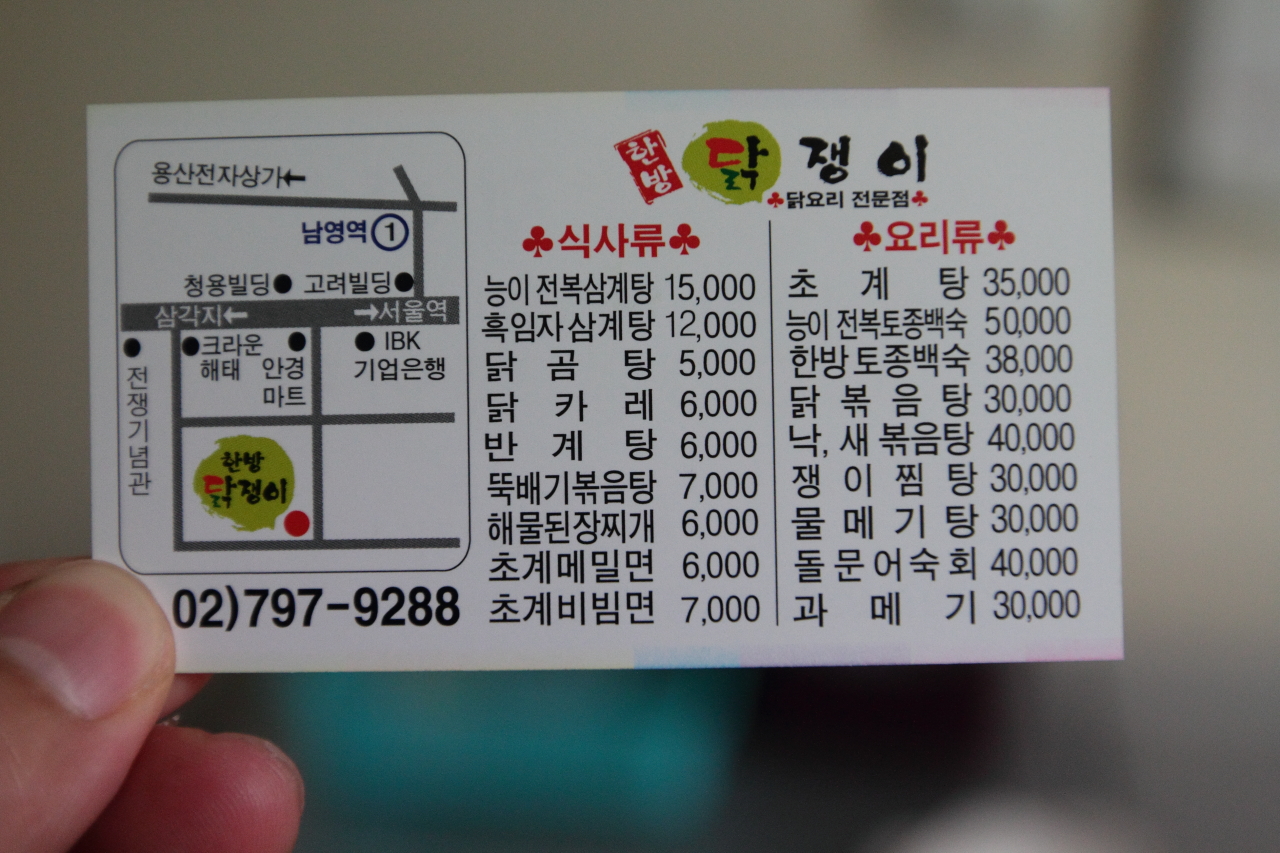 용산전자상가←
남영역 ①
청용빌딩● 고려빌딩●
삼각지← →서울역
전쟁기념관
크라운
해태
안경
마트
IBK
기업은행
한방
닭쟁이
02)797-9288
한방 닭쟁이
♣닭요리 전문점♣
♣식사류♣
능이 전복삼계탕 15,000
흑임자삼계탕 12,000
닭곰탕 5,000
닭카레 6,000
반계탕 6,000
뚝배기볶음탕 7,000
해물된장찌개 6,000
초계메밀면 6,000
초계비빔면 7,000
♣요리류♣
초계탕 35,000
능이 전복토종백숙 50,000
한방토종백숙 38,000
닭볶음탕 30,000
낙, 새볶음탕 40,000
쟁이찜탕 30,000
물메기탕 30,000
돌문어숙회 40,000
과메기 30,000